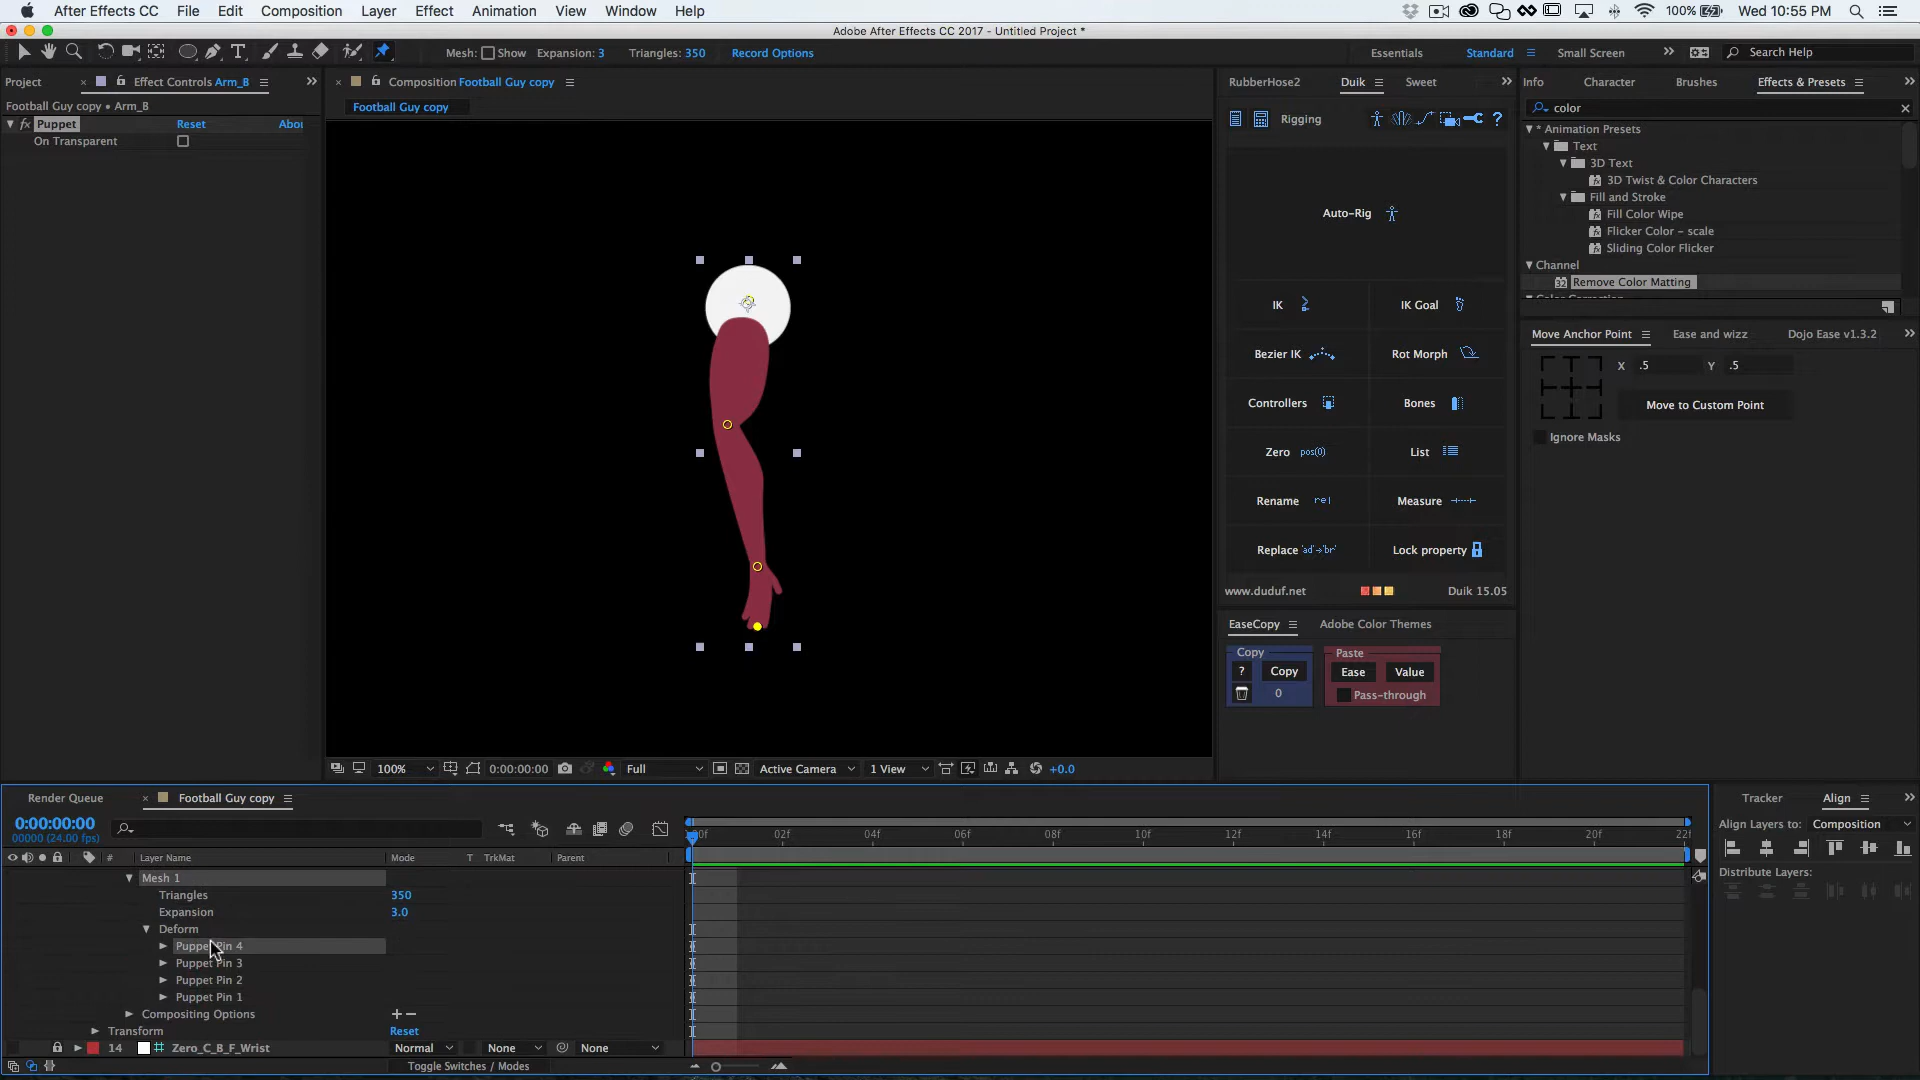 After Effects CC File Edit Composition Layer Effect Animation View Window Help 100% Wed 10:55 PM
Adobe After Effects CC 2017 - Untitled Project *
Mesh: Show Expansion: 3 Triangles: 350 Record Options Essentials Standard Small Screen Search Help
Project Effect Controls Arm_B Composition Football Guy copy RubberHose2 Duik Sweet Info Character Brushes Effects & Presets
Football Guy copy • Arm_B Football Guy copy color
fx Puppet Reset Abou
On Transparent
Rigging ?
* Animation Presets
Text
3D Text
3D Twist & Color Characters
Fill and Stroke
Fill Color Wipe
Flicker Color - scale
Sliding Color Flicker
Channel
Remove Color Matting
Auto-Rig
IK IK Goal
Bezier IK Rot Morph
Controllers Bones
Zero pos(0) List
Rename re| Measure
Replace 'ad'>'br' Lock property
www.duduf.net Duik 15.05
Move Anchor Point Ease and wizz Dojo Ease v1.3.2
X .5 Y .5
Move to Custom Point
Ignore Masks
EaseCopy Adobe Color Themes
Copy Paste
? Copy Ease Value
0 Pass-through
100% 0:00:00:00 Full Active Camera 1 View +0.0
Render Queue Football Guy copy Tracker Align
0:00:00:00
00000 (24.00 fps)
:00f 02f 04f 06f 08f 10f 12f 14f 16f 18f 20f 22f
Align Layers to: Composition
Distribute Layers:
# Layer Name Mode T TrkMat Parent
Mesh 1
Triangles 350
Expansion 3.0
Deform
Puppet Pin 4
Puppet Pin 3
Puppet Pin 2
Puppet Pin 1
Compositing Options + −
Transform Reset
14 Zero_C_B_F_Wrist Normal None None
Toggle Switches / Modes